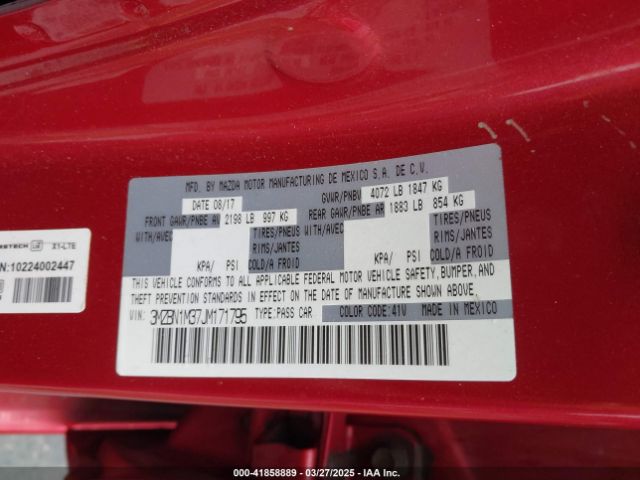 MFD. BY MAZDA MOTOR MANUFACTURING DE MEXICO S.A. DE C.V.
DATE 08/17 GVWR/PNBV 4072 LB 1847 KG
FRONT GAWR/PNBE AV 2198 LB 997 KG REAR GAWR/PNBE AR 1883 LB 854 KG
WITH/AVEC TIRES/PNEUS WITH/AVEC TIRES/PNEUS
RIMS/JANTES RIMS/JANTES
KPA/ PSI COLD/A FROID KPA/ PSI COLD/A FROID
THIS VEHICLE CONFORMS TO ALL APPLICABLE FEDERAL MOTOR VEHICLE SAFETY, BUMPER, AND
THEFT PREVENTION STANDARDS IN EFFECT ON THE DATE OF MANUFACTURE SHOWN ABOVE.
VIN: 3MZBN1M37JM171795 TYPE:PASS CAR COLOR CODE:41V MADE IN MEXICO
X1-LTE
N:10224002447
000-41858889 | 03/27/2025 | IAA Inc.